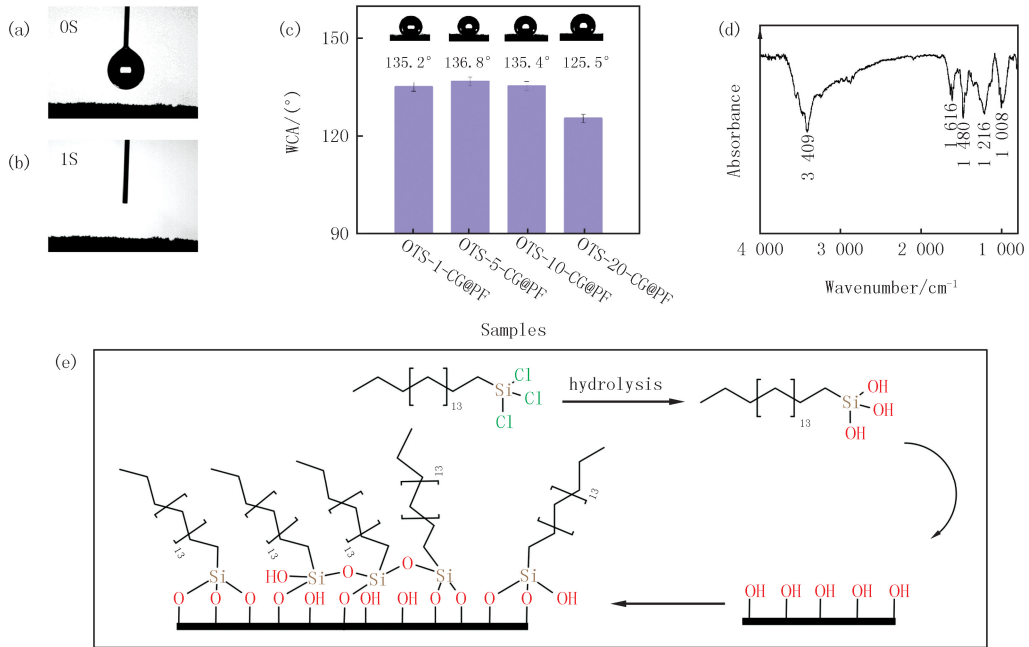 (a)
0S
(b)
1S
(c)
WCA/(°)
150
120
90
135.2° 136.8° 135.4° 125.5°
OTS-1-CG@PF
OTS-5-CG@PF
OTS-10-CG@PF
OTS-20-CG@PF
Samples
(d)
Absorbance
3 409
1 616
1 480
1 216
1 008
4 000 3 000 2 000 1 000
Wavenumber/cm⁻¹
(e)
13
Si
Cl
Cl
Cl
hydrolysis
13
Si
OH
OH
OH
13
13
13
13
13
Si
HO
Si
O
Si
O
Si
Si
O O O O OH O OH OH O O O O OH
OH OH OH OH OH